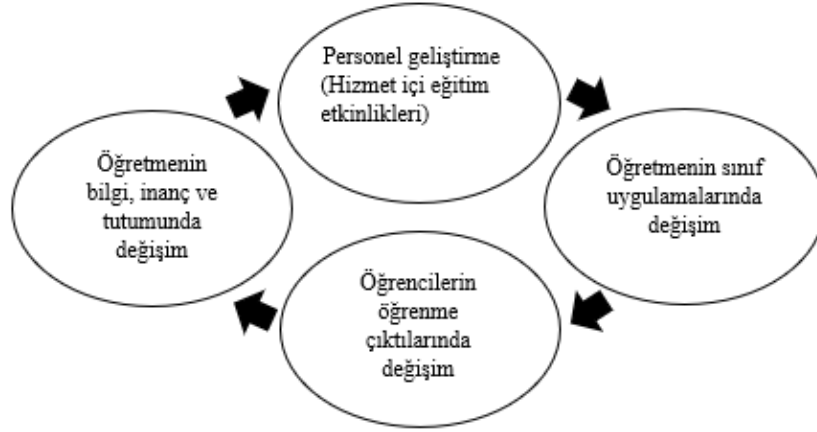 Personel geliştirme
(Hizmet içi eğitim
etkinlikleri)
Öğretmenin sınıf
uygulamalarında
değişim
Öğrencilerin
öğrenme
çıktılarında
değişim
Öğretmenin
bilgi, inanç ve
tutumunda
değişim